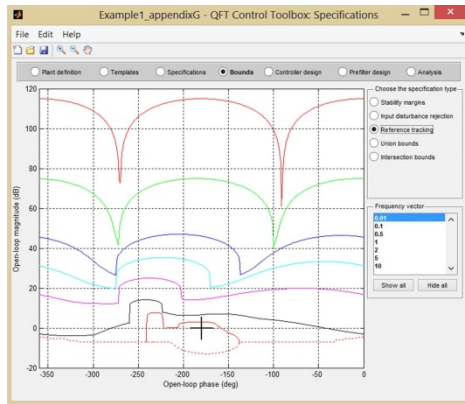 Example1_appendixG - QFT Control Toolbox: Specifications
File Edit Help
Plant definition Templates Specifications Bounds Controller design Prefilter design Analysis
Choose the specification type
Stability margins
Input disturbance rejection
Reference tracking
Union bounds
Intersection bounds
Frequency vector
0.01
0.1
0.5
1
2
5
10
Show all Hide all
Open-loop magnitude (dB)
120
100
80
60
40
20
0
-20
-350 -300 -250 -200 -150 -100 -50 0
Open-loop phase (deg)